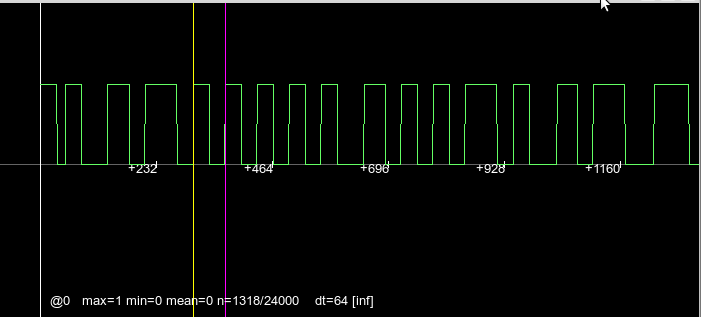 +232 +464 +696 +928 +1160
@0 max=1 min=0 mean=0 n=1318/24000 dt=64 [inf]